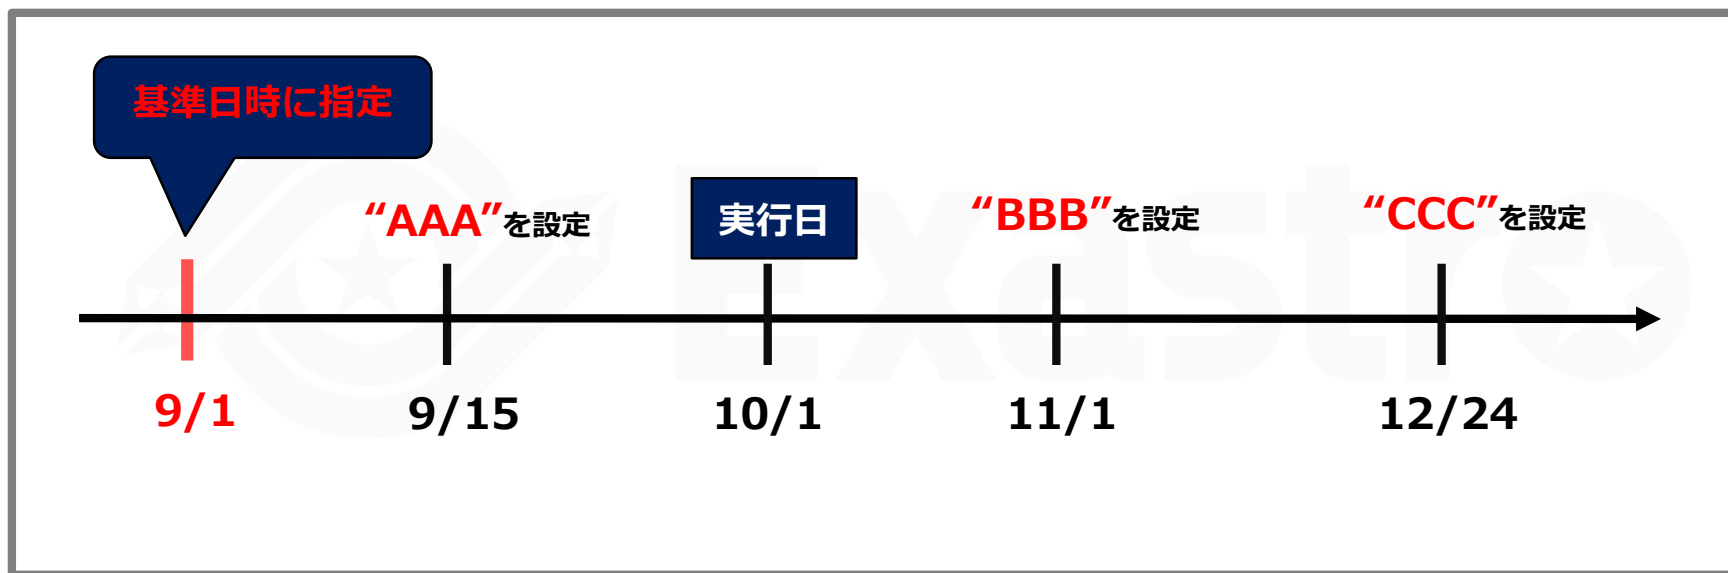 基準日時に指定
“AAA”を設定
実行日
“BBB”を設定
“CCC”を設定
9/1
9/15
10/1
11/1
12/24
Exastro